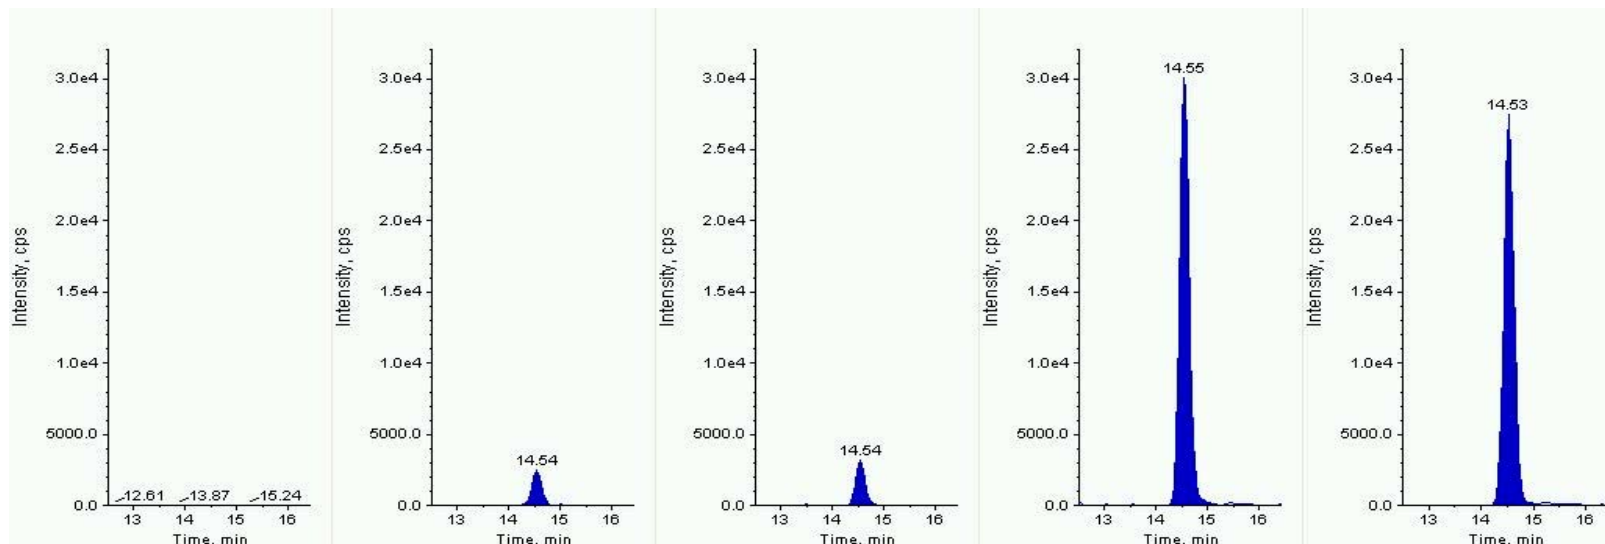 Intensity, cps
3.0e4
2.5e4
2.0e4
1.5e4
1.0e4
5000.0
0.0
12.61 13.87 15.24
13 14 15 16
Time, min
Intensity, cps
3.0e4
2.5e4
2.0e4
1.5e4
1.0e4
5000.0
0.0
14.54
13 14 15 16
Time, min
Intensity, cps
3.0e4
2.5e4
2.0e4
1.5e4
1.0e4
5000.0
0.0
14.54
13 14 15 16
Time, min
Intensity, cps
14.55
3.0e4
2.5e4
2.0e4
1.5e4
1.0e4
5000.0
0.0
13 14 15 16
Time, min
Intensity, cps
3.0e4
14.53
2.5e4
2.0e4
1.5e4
1.0e4
5000.0
0.0
13 14 15 16
Time, min